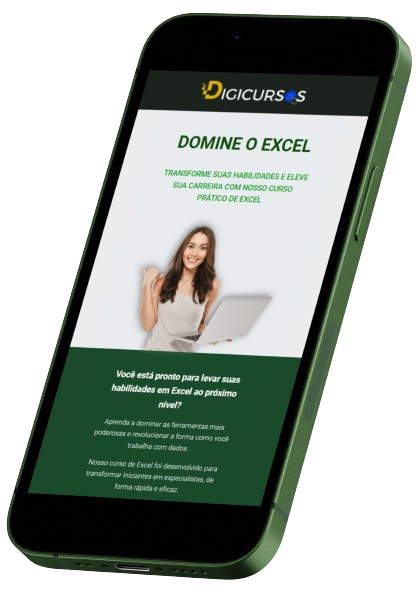 DIGICURSOS
DOMINE O EXCEL
TRANSFORME SUAS HABILIDADES E ELEVE
SUA CARREIRA COM NOSSO CURSO
PRÁTICO DE EXCEL
Você está pronto para levar suas
habilidades em Excel ao próximo
nível?
Aprenda a dominar as ferramentas mais
poderosas e revolucionar a forma como você
trabalha com dados.
Nosso curso de Excel foi desenvolvido para
transformar iniciantes em especialistas, de
forma rápida e eficaz.